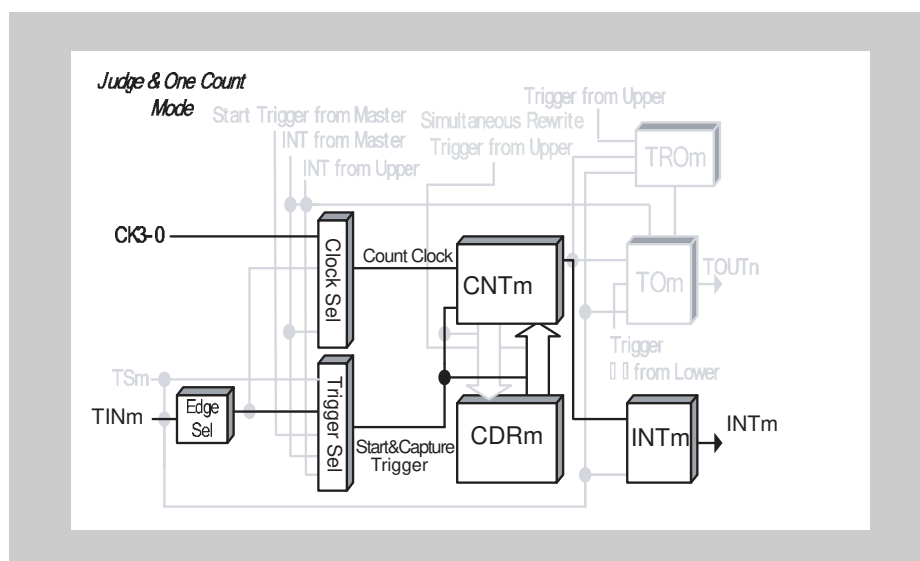 Judge & One Count
Mode
Trigger from Upper
Start Trigger from Master
Simultaneous Rewrite
INT from Master
Trigger from Upper
INT from Upper
TROm
CK3-0
Clock Sel
Count Clock
CNTm
TOm
TOUTn
Trigger
from Lower
TSm
TINm
Edge
Sel
Trigger Sel
Start&Capture
Trigger
CDRm
INTm
INTm